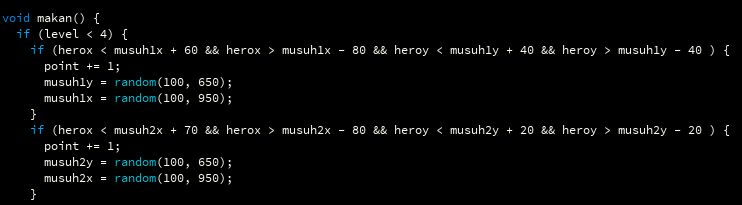 void makan() {
  if (level < 4) {
    if (herox < musuh1x + 60 && herox > musuh1x - 80 && heroy < musuh1y + 40 && heroy > musuh1y - 40 ) {
      point += 1;
      musuh1y = random(100, 650);
      musuh1x = random(100, 950);
    }
    if (herox < musuh2x + 70 && herox > musuh2x - 80 && heroy < musuh2y + 20 && heroy > musuh2y - 20 ) {
      point += 1;
      musuh2y = random(100, 650);
      musuh2x = random(100, 950);
    }